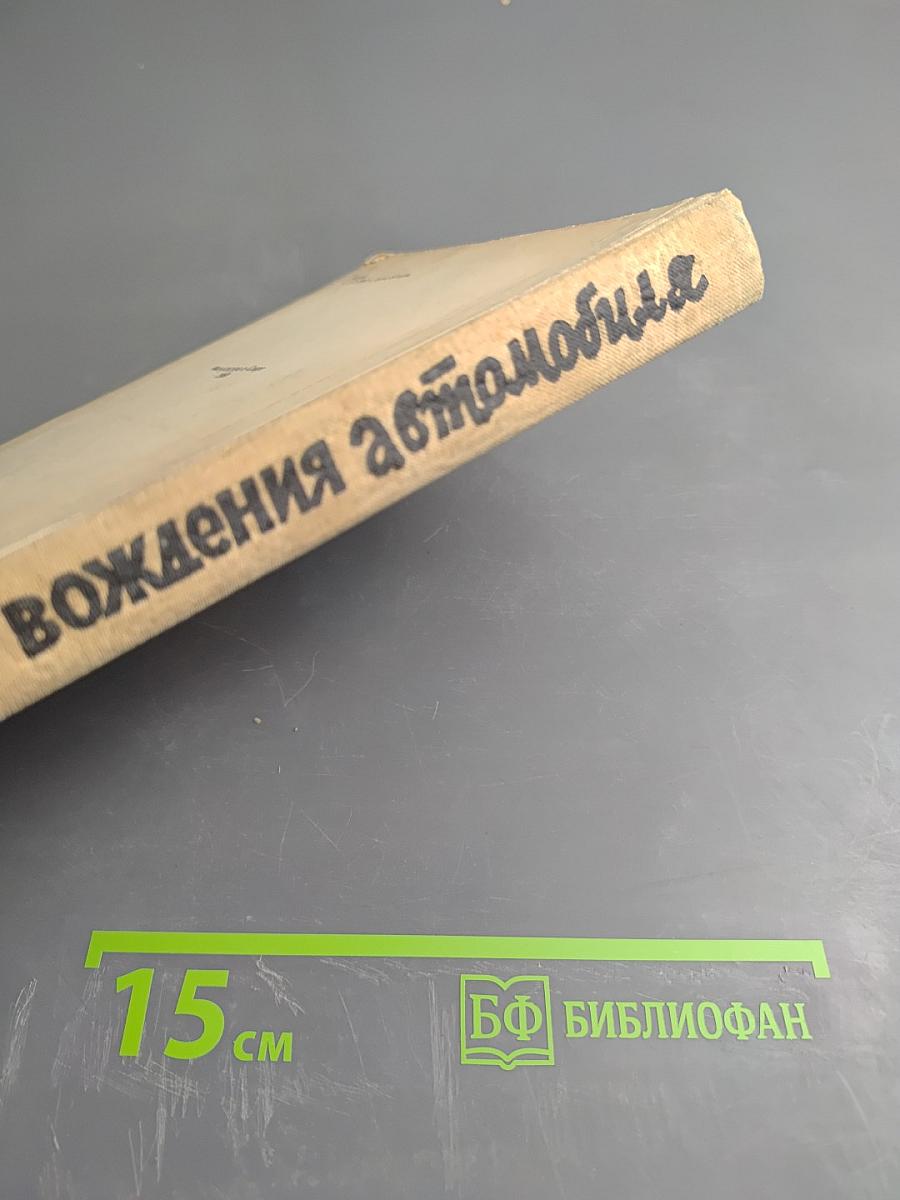 вождения автомобиля
15 см
БФ БИБЛИОФАН